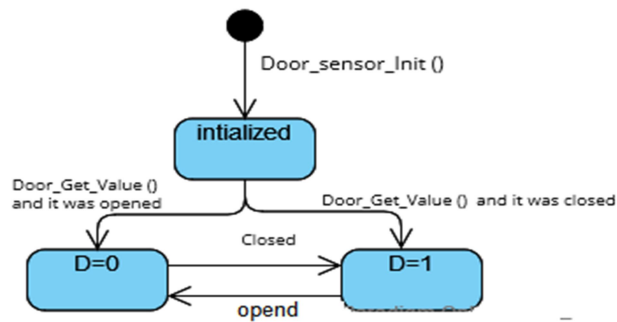 Door_sensor_Init ()
intialized
Door_Get_Value ()
and it was opened
Door_Get_Value () and it was closed
Closed
D=0
D=1
opend